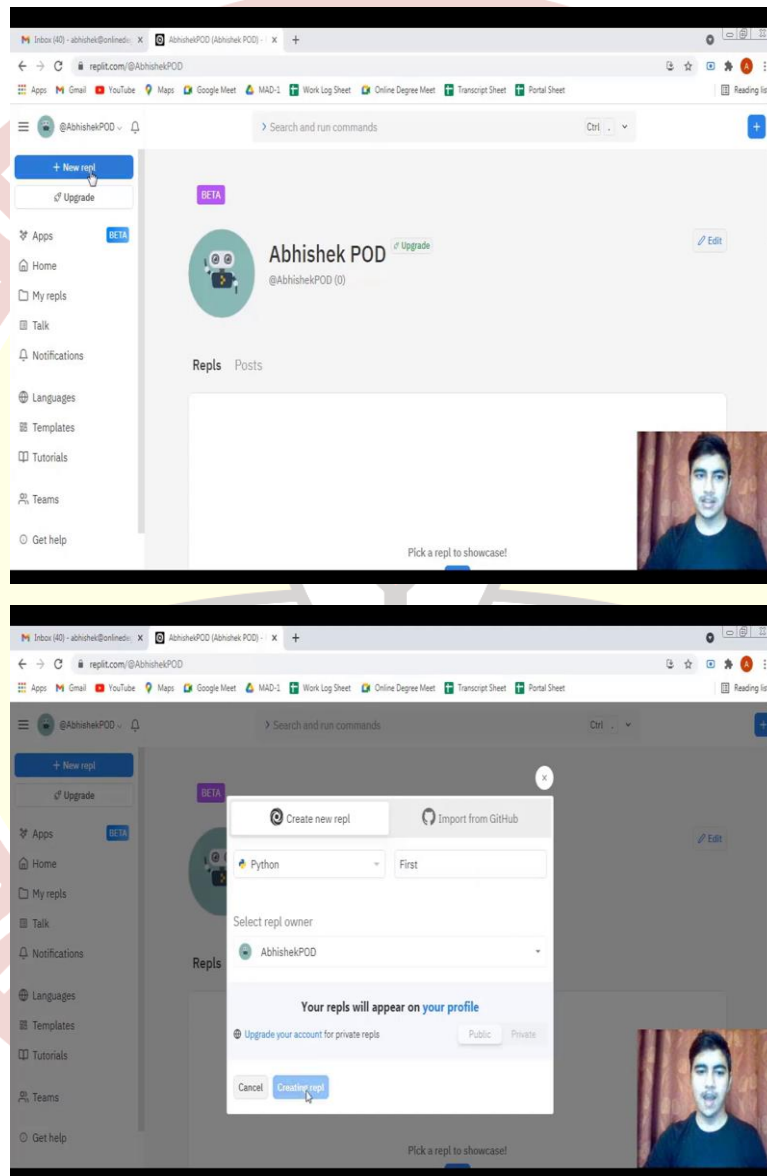 Inbox (40) - abhishek@onlinede X AbhishekPOD (Abhishek POD) - X +
replit.com/@AbhishekPOD
Apps Gmail YouTube Maps Google Meet MAD-1 Work Log Sheet Online Degree Meet Transcript Sheet Portal Sheet Reading lis
@AbhishekPOD Search and run commands Ctrl . +
+ New repl
Upgrade
BETA
Apps BETA
Abhishek POD Upgrade Edit
Home
@AbhishekPOD (0)
My repls
Talk
Notifications
Repls Posts
Languages
Templates
Tutorials
Teams
Get help
Pick a repl to showcase!
Inbox (40) - abhishek@onlinede X AbhishekPOD (Abhishek POD) - X +
replit.com/@AbhishekPOD
Apps Gmail YouTube Maps Google Meet MAD-1 Work Log Sheet Online Degree Meet Transcript Sheet Portal Sheet Reading lis
@AbhishekPOD Search and run commands Ctrl . +
+ New repl
Upgrade
BETA
Apps BETA
Edit
Home
My repls
Talk
Notifications
Repls
Languages
Templates
Tutorials
Teams
Get help
Create new repl Import from GitHub
Python First
Select repl owner
AbhishekPOD
Your repls will appear on your profile
Upgrade your account for private repls Public Private
Cancel Creating repl
Pick a repl to showcase!